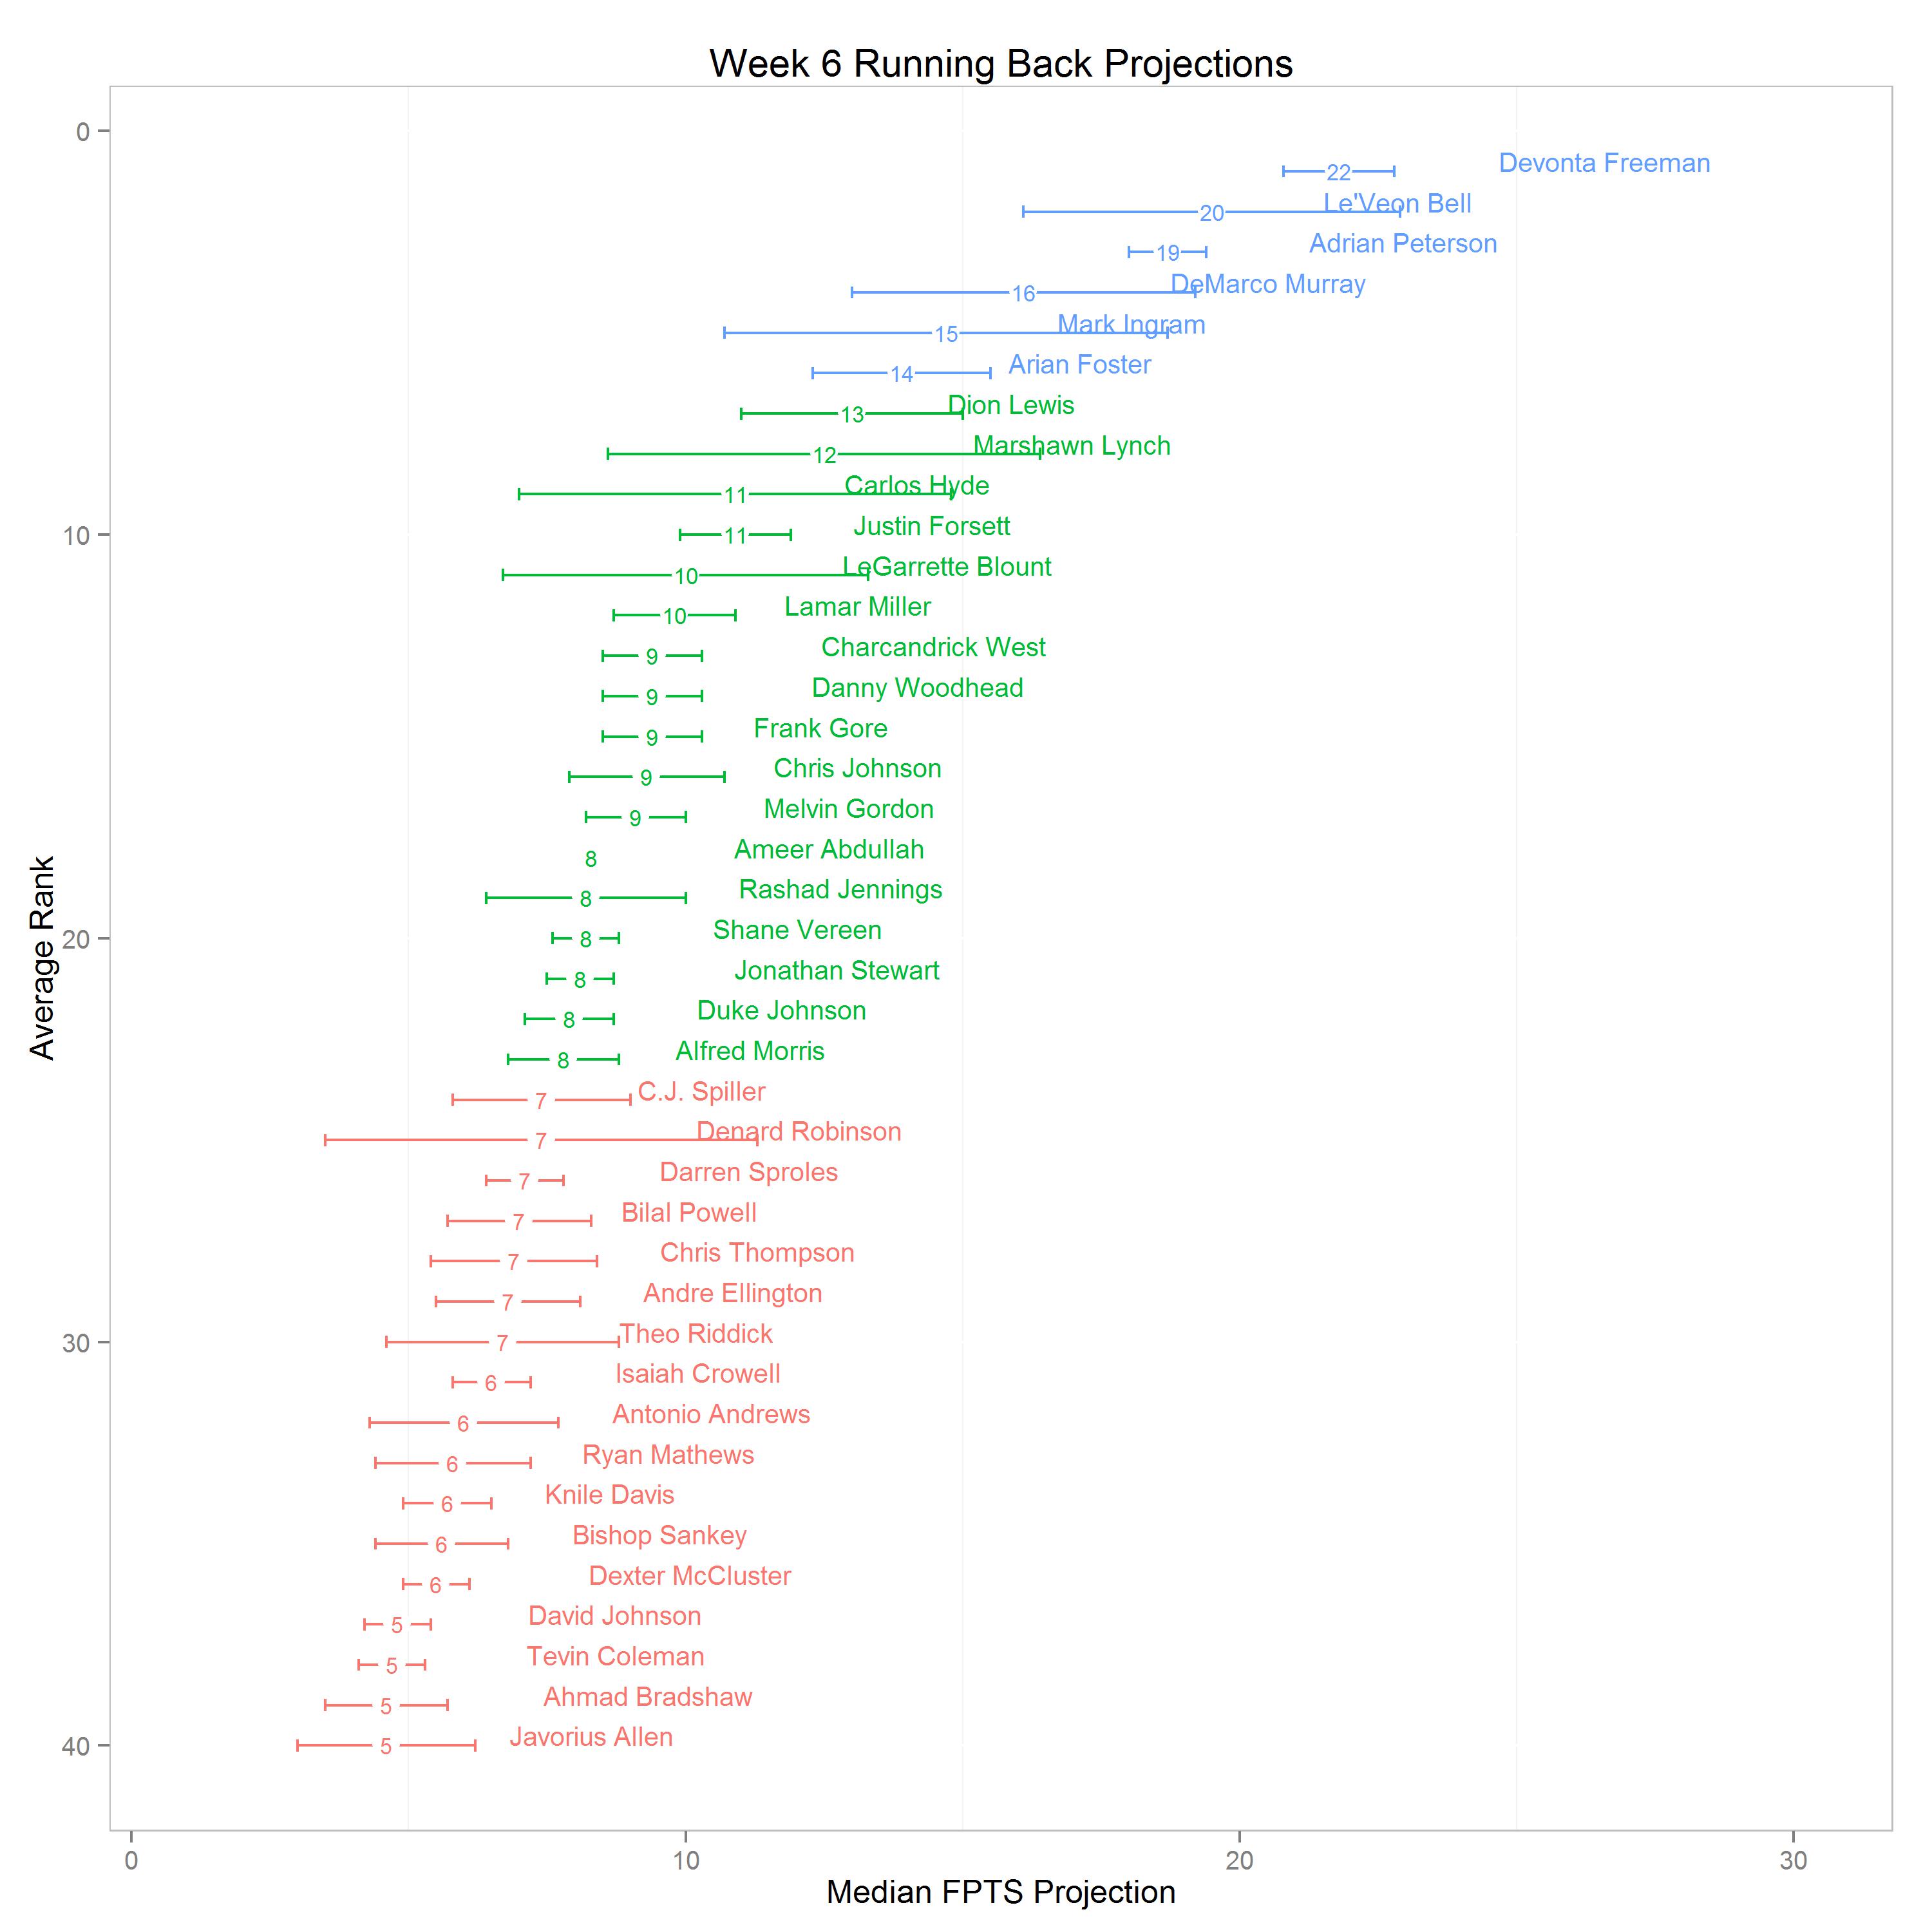 Week 6 Running Back Projections
0
22 Devonta Freeman
20 Le'Veon Bell
19 Adrian Peterson
16 DeMarco Murray
15 Mark Ingram
14 Arian Foster
13 Dion Lewis
12 Marshawn Lynch
11 Carlos Hyde
10 11 Justin Forsett
10 LeGarrette Blount
10 Lamar Miller
9 Charcandrick West
9 Danny Woodhead
9 Frank Gore
9 Chris Johnson
9 Melvin Gordon
8 Ameer Abdullah
8 Rashad Jennings
Average Rank
20 8 Shane Vereen
8 Jonathan Stewart
8 Duke Johnson
8 Alfred Morris
7 C.J. Spiller
7 Denard Robinson
7 Darren Sproles
7 Bilal Powell
7 Chris Thompson
7 Andre Ellington
30 7 Theo Riddick
6 Isaiah Crowell
6 Antonio Andrews
6 Ryan Mathews
6 Knile Davis
6 Bishop Sankey
6 Dexter McCluster
5 David Johnson
5 Tevin Coleman
5 Ahmad Bradshaw
40 5 Javorius Allen
0 10 20 30
Median FPTS Projection